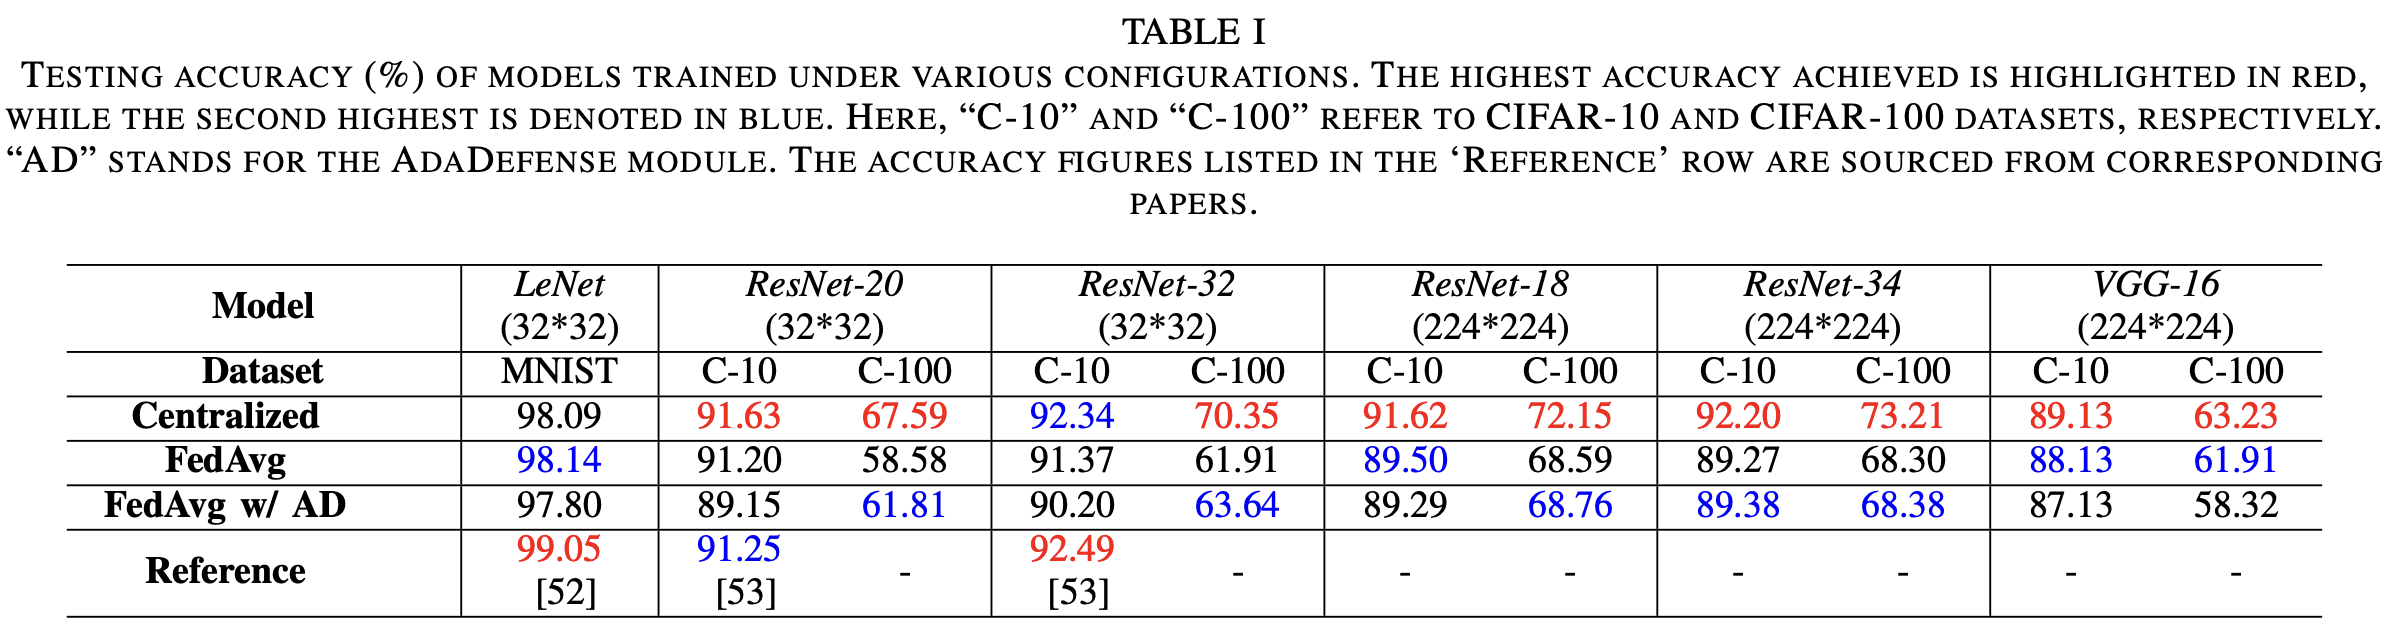 TABLE I
TESTING ACCURACY (%) OF MODELS TRAINED UNDER VARIOUS CONFIGURATIONS. THE HIGHEST ACCURACY ACHIEVED IS HIGHLIGHTED IN RED,
WHILE THE SECOND HIGHEST IS DENOTED IN BLUE. HERE, “C-10” AND “C-100” REFER TO CIFAR-10 AND CIFAR-100 DATASETS, RESPECTIVELY.
“AD” STANDS FOR THE ADADEFENSE MODULE. THE ACCURACY FIGURES LISTED IN THE ‘REFERENCE’ ROW ARE SOURCED FROM CORRESPONDING
PAPERS.
Model LeNet ResNet-20 ResNet-32 ResNet-18 ResNet-34 VGG-16
(32*32) (32*32) (32*32) (224*224) (224*224) (224*224)
Dataset MNIST C-10 C-100 C-10 C-100 C-10 C-100 C-10 C-100 C-10 C-100
Centralized 98.09 91.63 67.59 92.34 70.35 91.62 72.15 92.20 73.21 89.13 63.23
FedAvg 98.14 91.20 58.58 91.37 61.91 89.50 68.59 89.27 68.30 88.13 61.91
FedAvg w/ AD 97.80 89.15 61.81 90.20 63.64 89.29 68.76 89.38 68.38 87.13 58.32
Reference 99.05 91.25 - 92.49 - - - - - - -
[52] [53] [53]